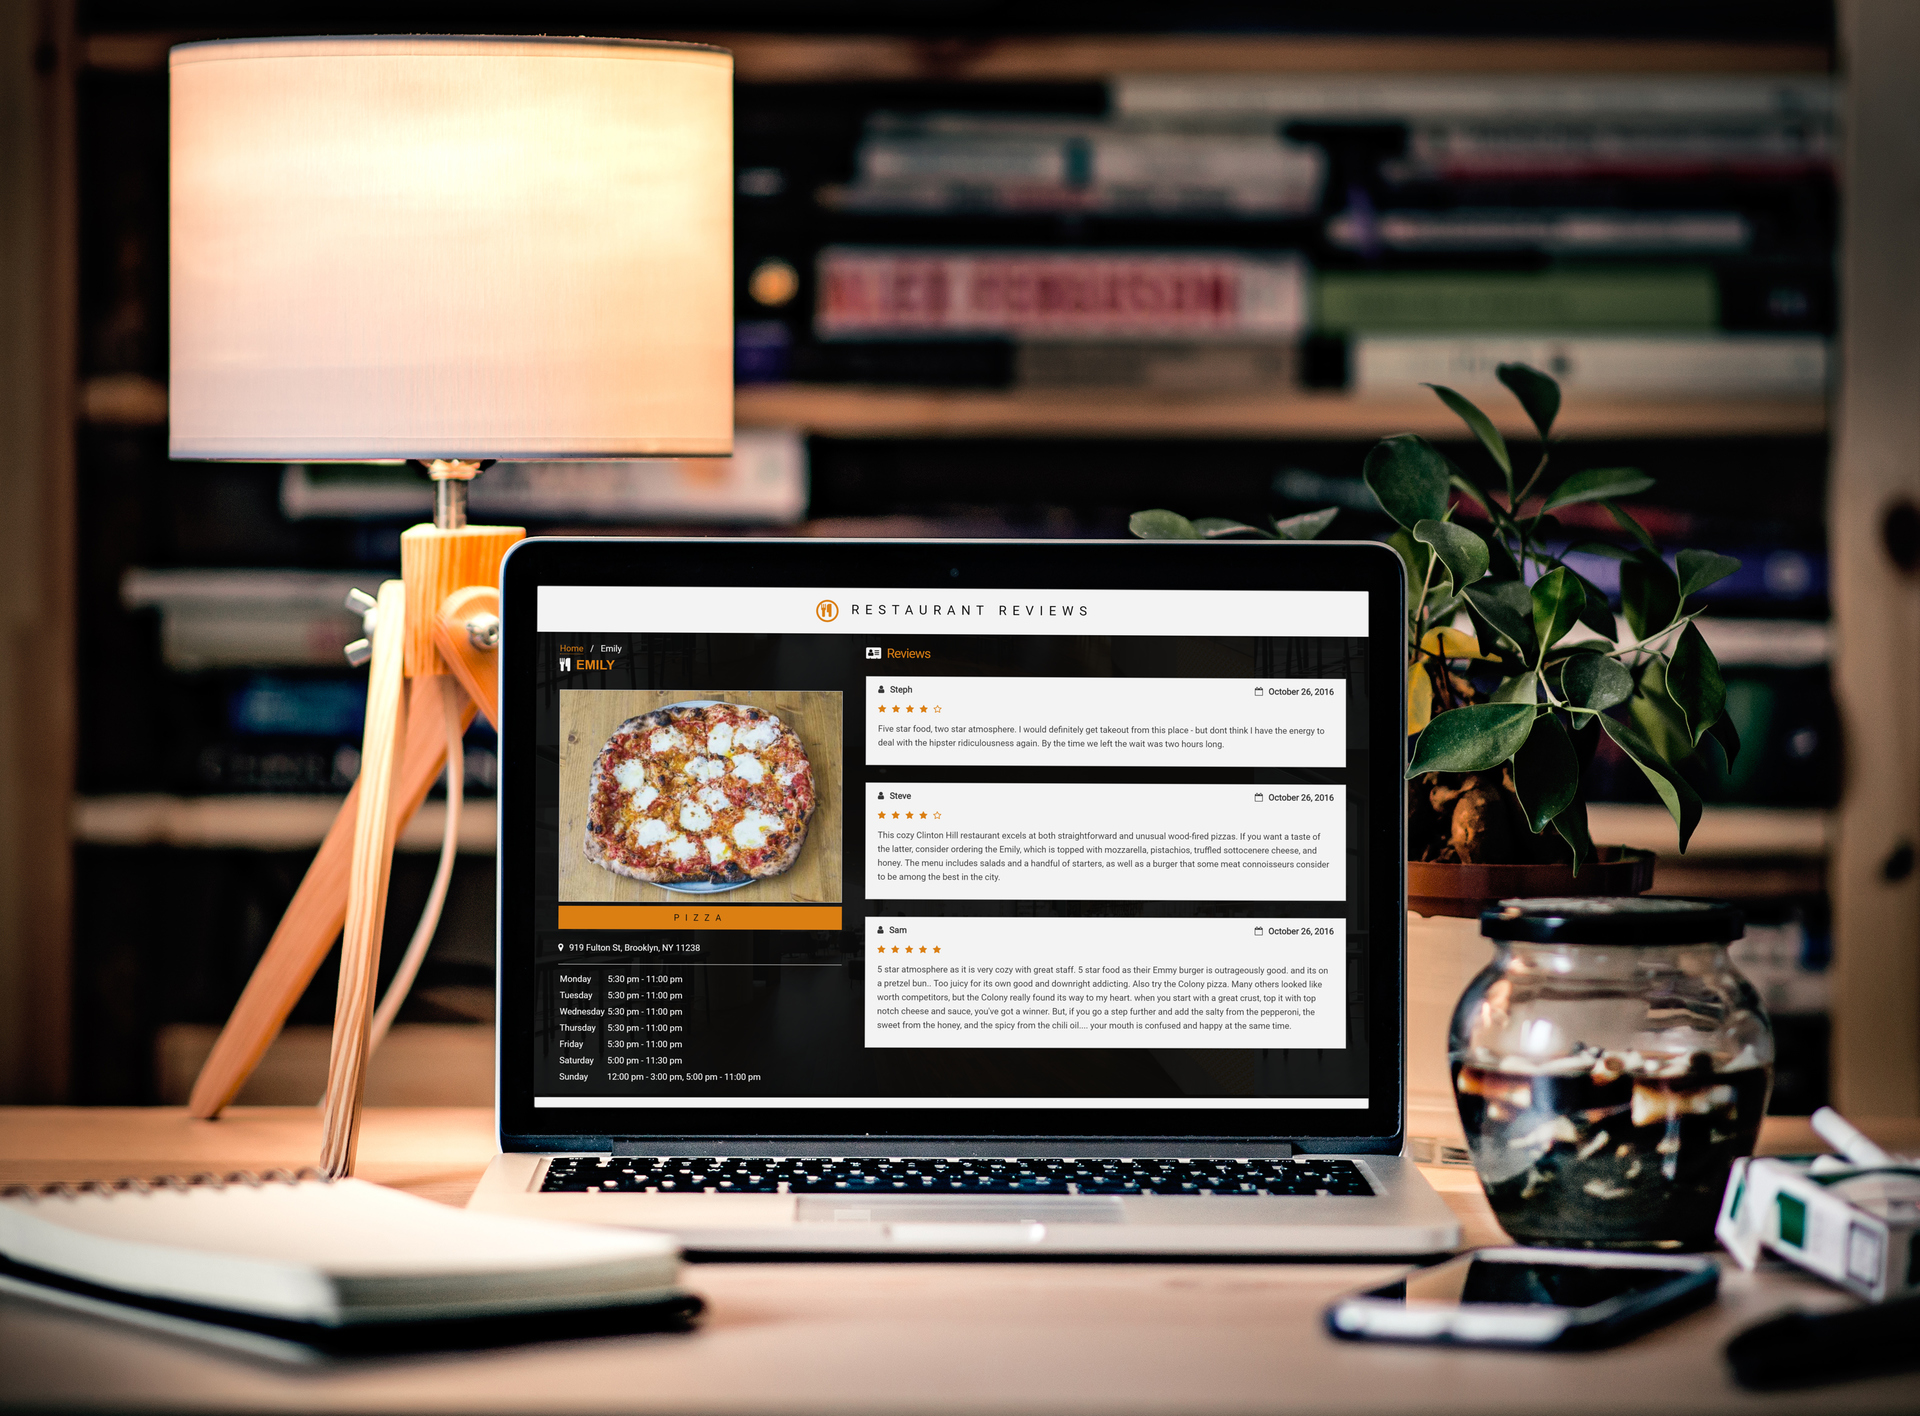 RESTAURANT REVIEWS
Home / Emily
EMILY
PIZZA
919 Fulton St, Brooklyn, NY 11238
Monday 5:30 pm - 11:00 pm
Tuesday 5:30 pm - 11:00 pm
Wednesday 5:30 pm - 11:00 pm
Thursday 5:30 pm - 11:00 pm
Friday 5:30 pm - 11:00 pm
Saturday 5:00 pm - 11:30 pm
Sunday 12:00 pm - 3:00 pm, 5:00 pm - 11:00 pm
Reviews
Steph October 26, 2016
Five star food, two star atmosphere. I would definitely get takeout from this place - but dont think I have the energy to
deal with the hipster ridiculousness again. By the time we left the wait was two hours long.
Steve October 26, 2016
This cozy Clinton Hill restaurant excels at both straightforward and unusual wood-fired pizzas. If you want a taste of
the latter, consider ordering the Emily, which is topped with mozzarella, pistachios, truffled sottocenere cheese, and
honey. The menu includes salads and a handful of starters, as well as a burger that some meat connoisseurs consider
to be among the best in the city.
Sam October 26, 2016
5 star atmosphere as it is very cozy with great staff. 5 star food as their Emmy burger is outrageously good. and its on
a pretzel bun.. Too juicy for its own good and downright addicting. Also try the Colony pizza. Many others looked like
worth competitors, but the Colony really found its way to my heart. when you start with a great crust, top it with top
notch cheese and sauce, you've got a winner. But, if you go a step further and add the salty from the pepperoni, the
sweet from the honey, and the spicy from the chili oil.... your mouth is confused and happy at the same time.